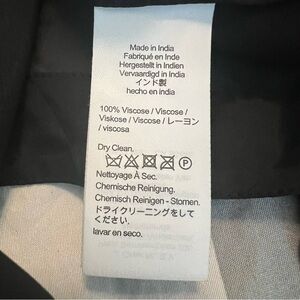 Made in India
Fabriqué en Inde
Hergestellt in Indien
Vervaardigd in India
インド製
hecho en india
100% Viscose / Viscose /
Viskose / Viscose / レーヨン
/ viscosa
Dry Clean.
Nettoyage À Sec.
Chemische Reinigung.
Chemisch Reinigen - Stomen.
ドライクリーニングをして
ください.
lavar en seco.